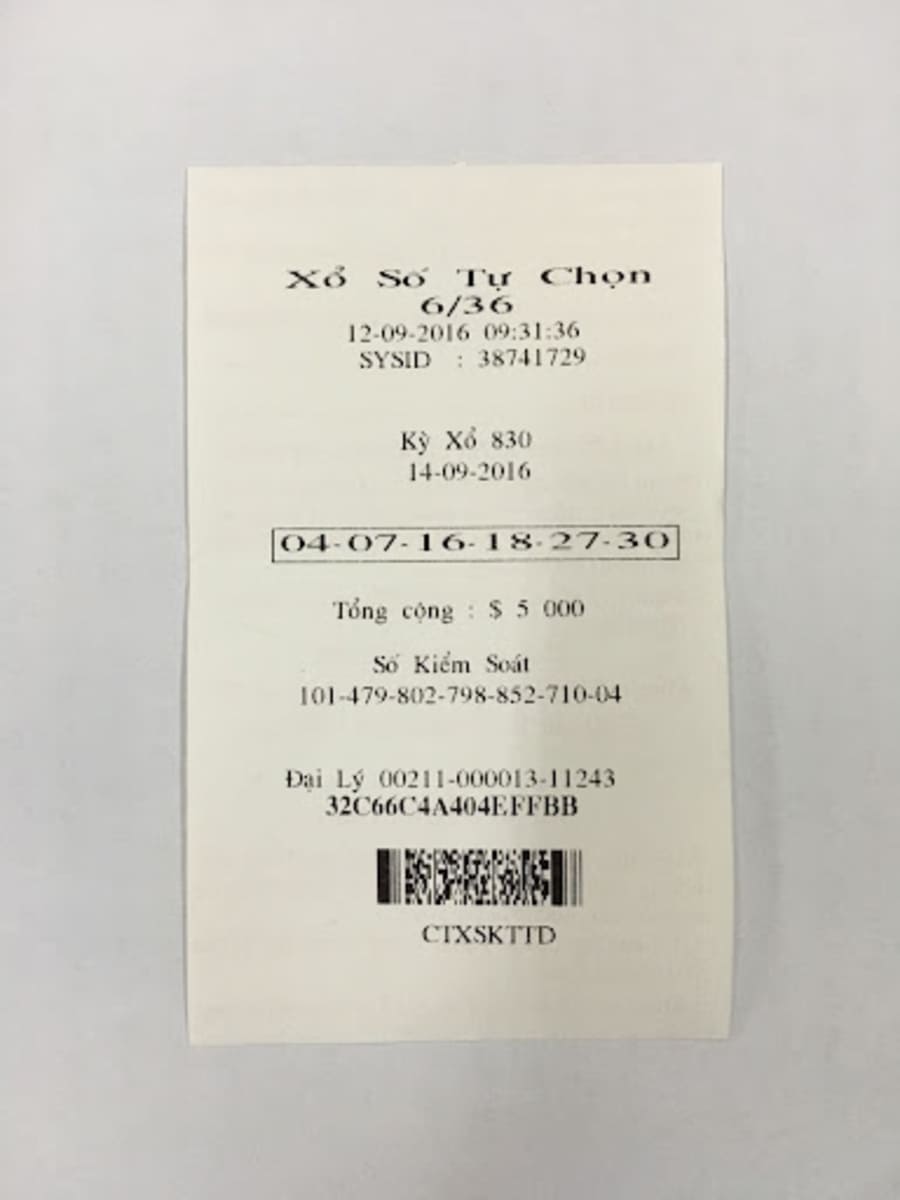 Xổ Số Tự Chọn
6/36
12-09-2016 09:31:36
SYSID : 38741729
Kỳ Xổ 830
14-09-2016
04-07-16-18-27-30
Tổng cộng : $ 5 000
Số Kiểm Soát
101-479-802-798-852-710-04
Đại Lý 00211-000013-11243
32C66C4A404EFFBB
CTXSKTTD